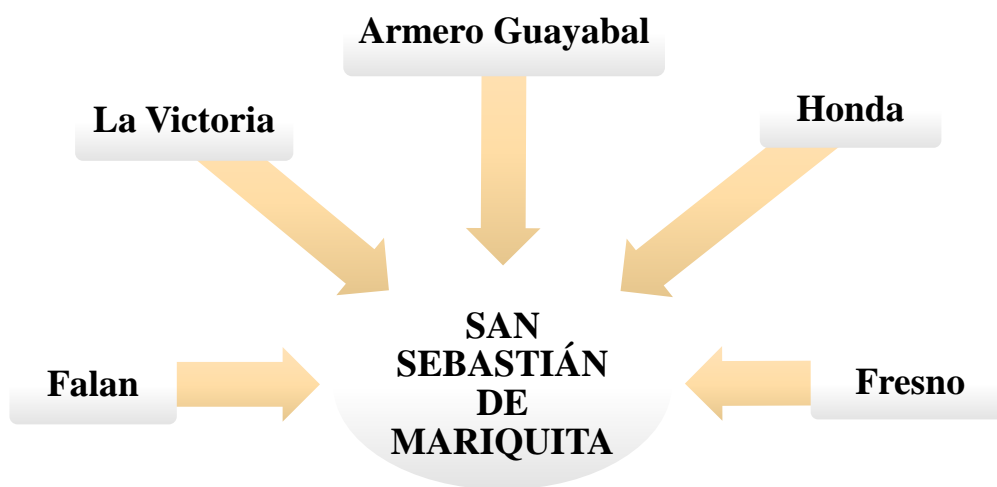 Armero Guayabal
La Victoria
Honda
SAN
SEBASTIÁN
DE
MARIQUITA
Falan
Fresno